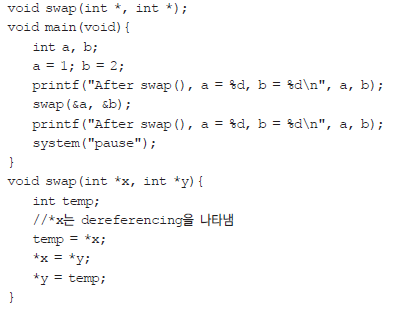 void swap(int *, int *);
void main(void){
int a, b;
a = 1; b = 2;
printf("After swap(), a = %d, b = %d\n", a, b);
swap(&a, &b);
printf("After swap(), a = %d, b = %d\n", a, b);
system("pause");
}
void swap(int *x, int *y){
int temp;
//*x는 dereferencing을 나타냄
temp = *x;
*x = *y;
*y = temp;
}